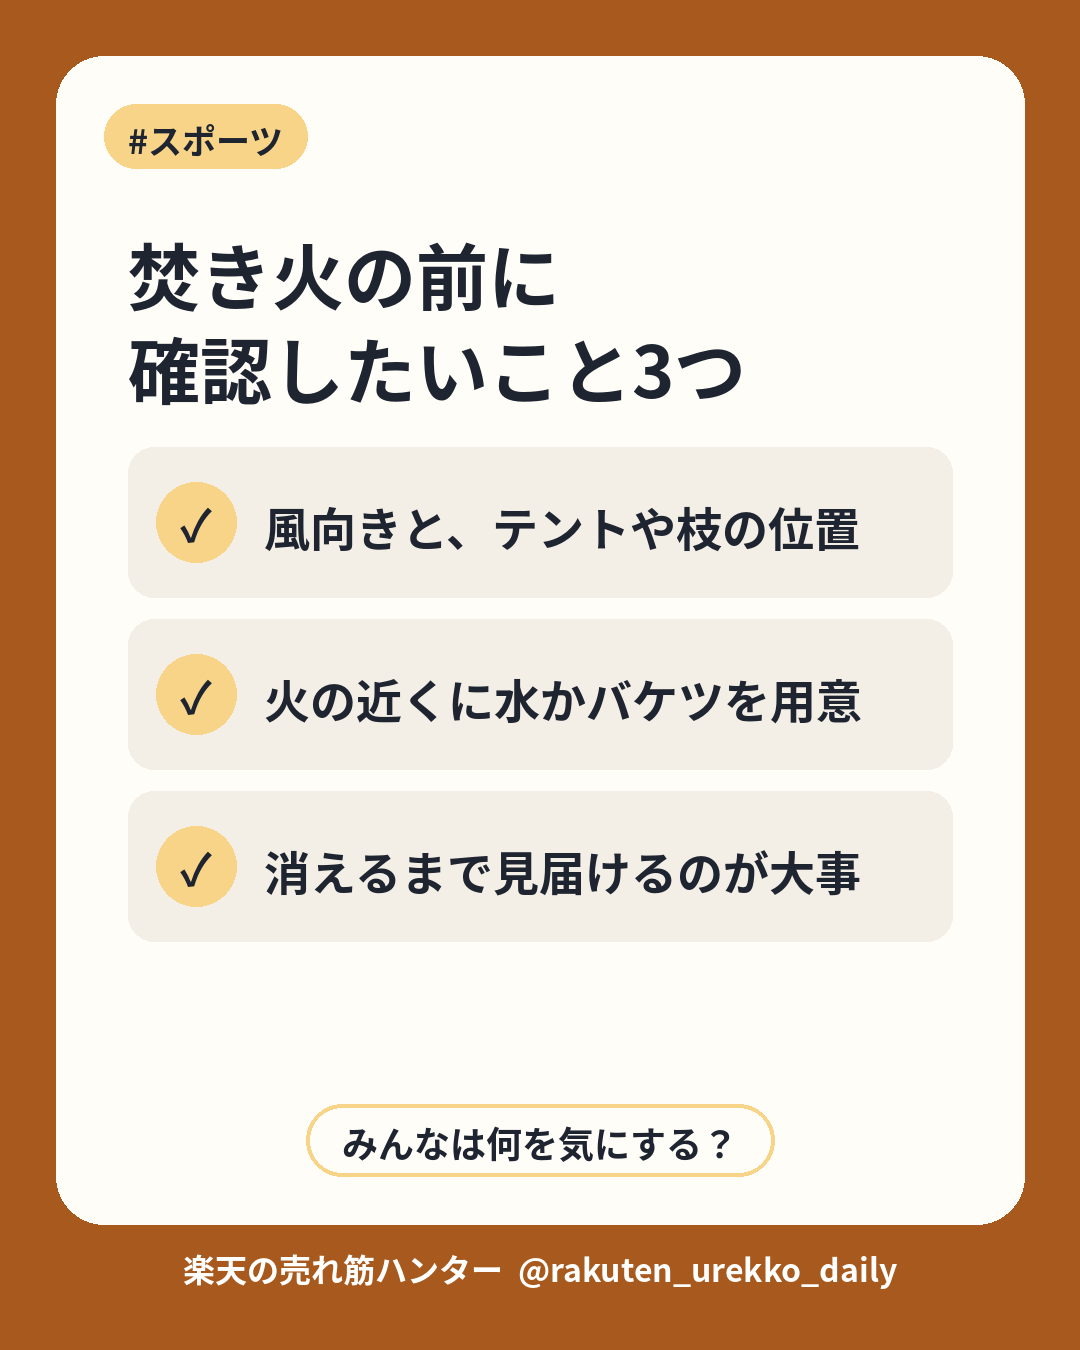 #スポーツ
焚き火の前に
確認したいこと3つ
✓ 風向きと、テントや枝の位置
✓ 火の近くに水かバケツを用意
✓ 消えるまで見届けるのが大事
みんなは何を気にする？
楽天の売れ筋ハンター @rakuten_urekko_daily